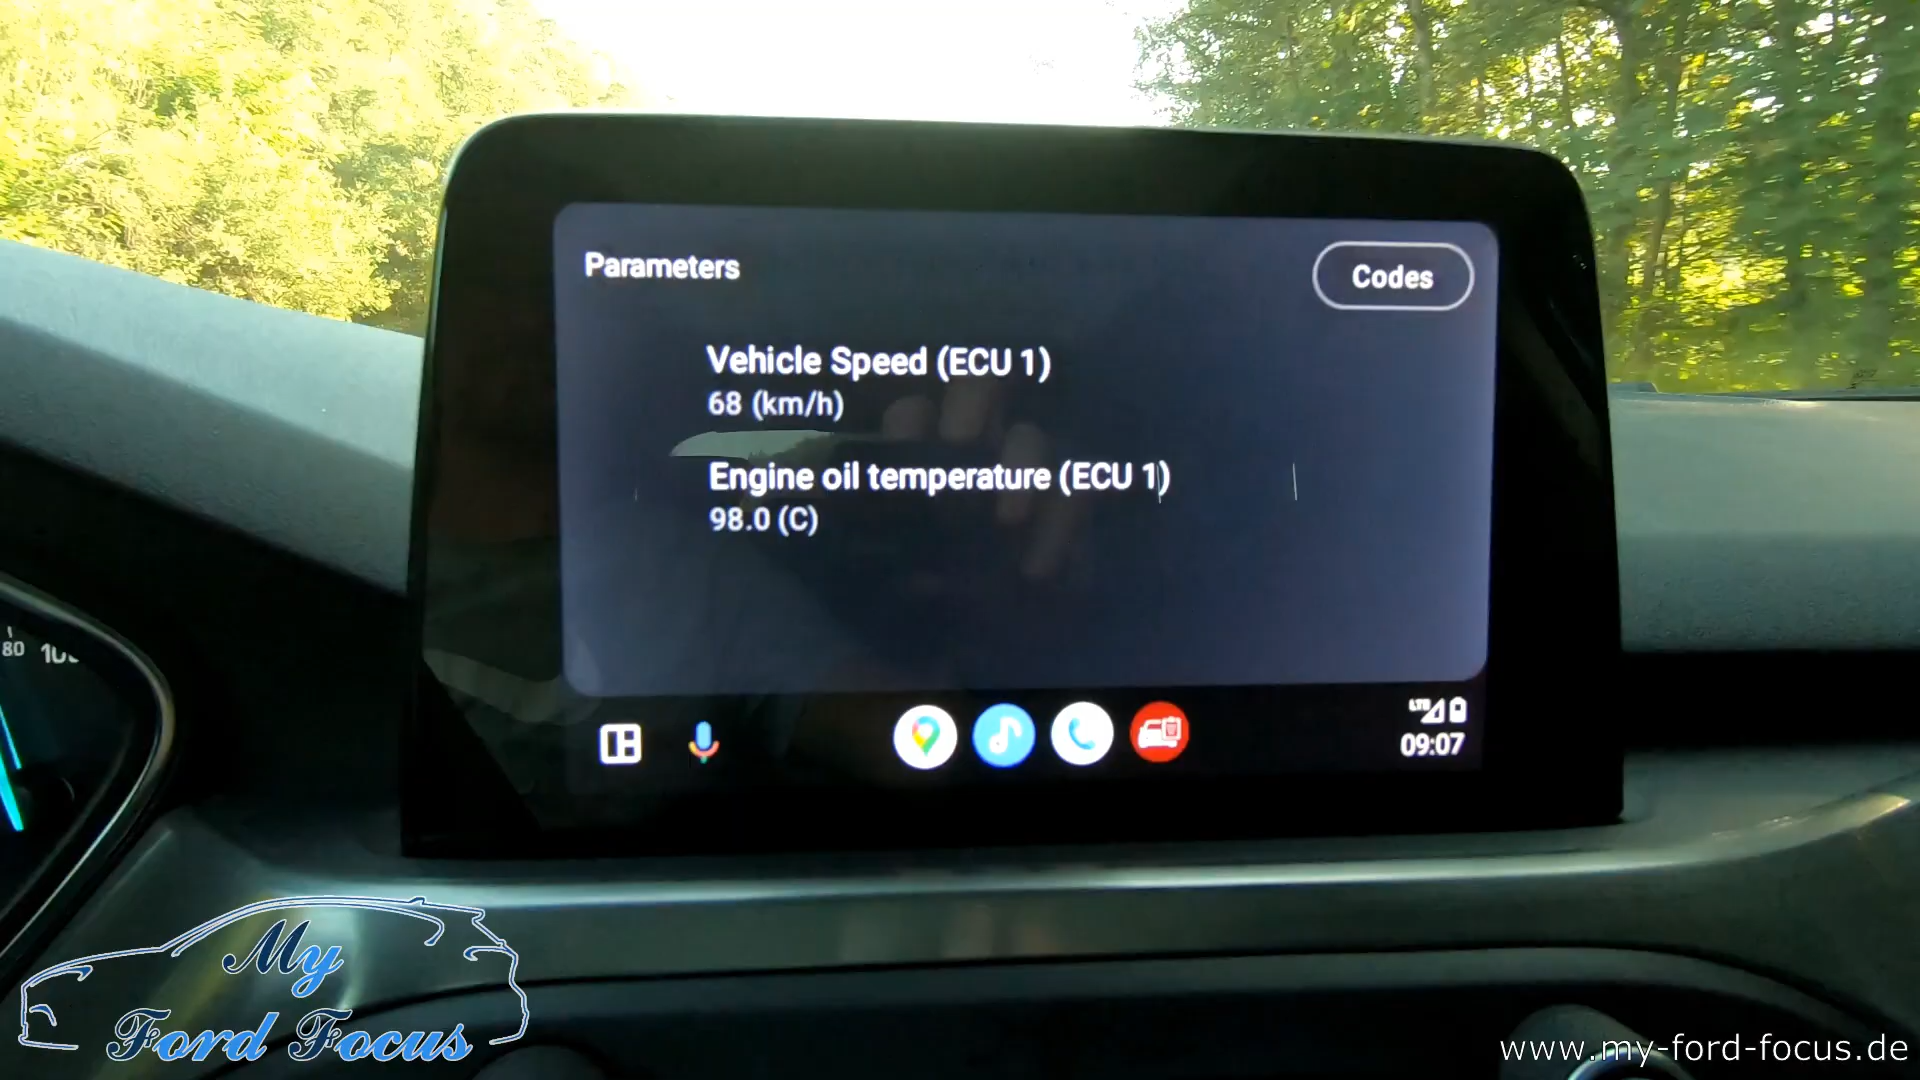 Parameters
Codes
Vehicle Speed (ECU 1)
68 (km/h)
Engine oil temperature (ECU 1)
98.0 (C)
LTE
09:07
80
My
Ford Focus
www.my-ford-focus.de